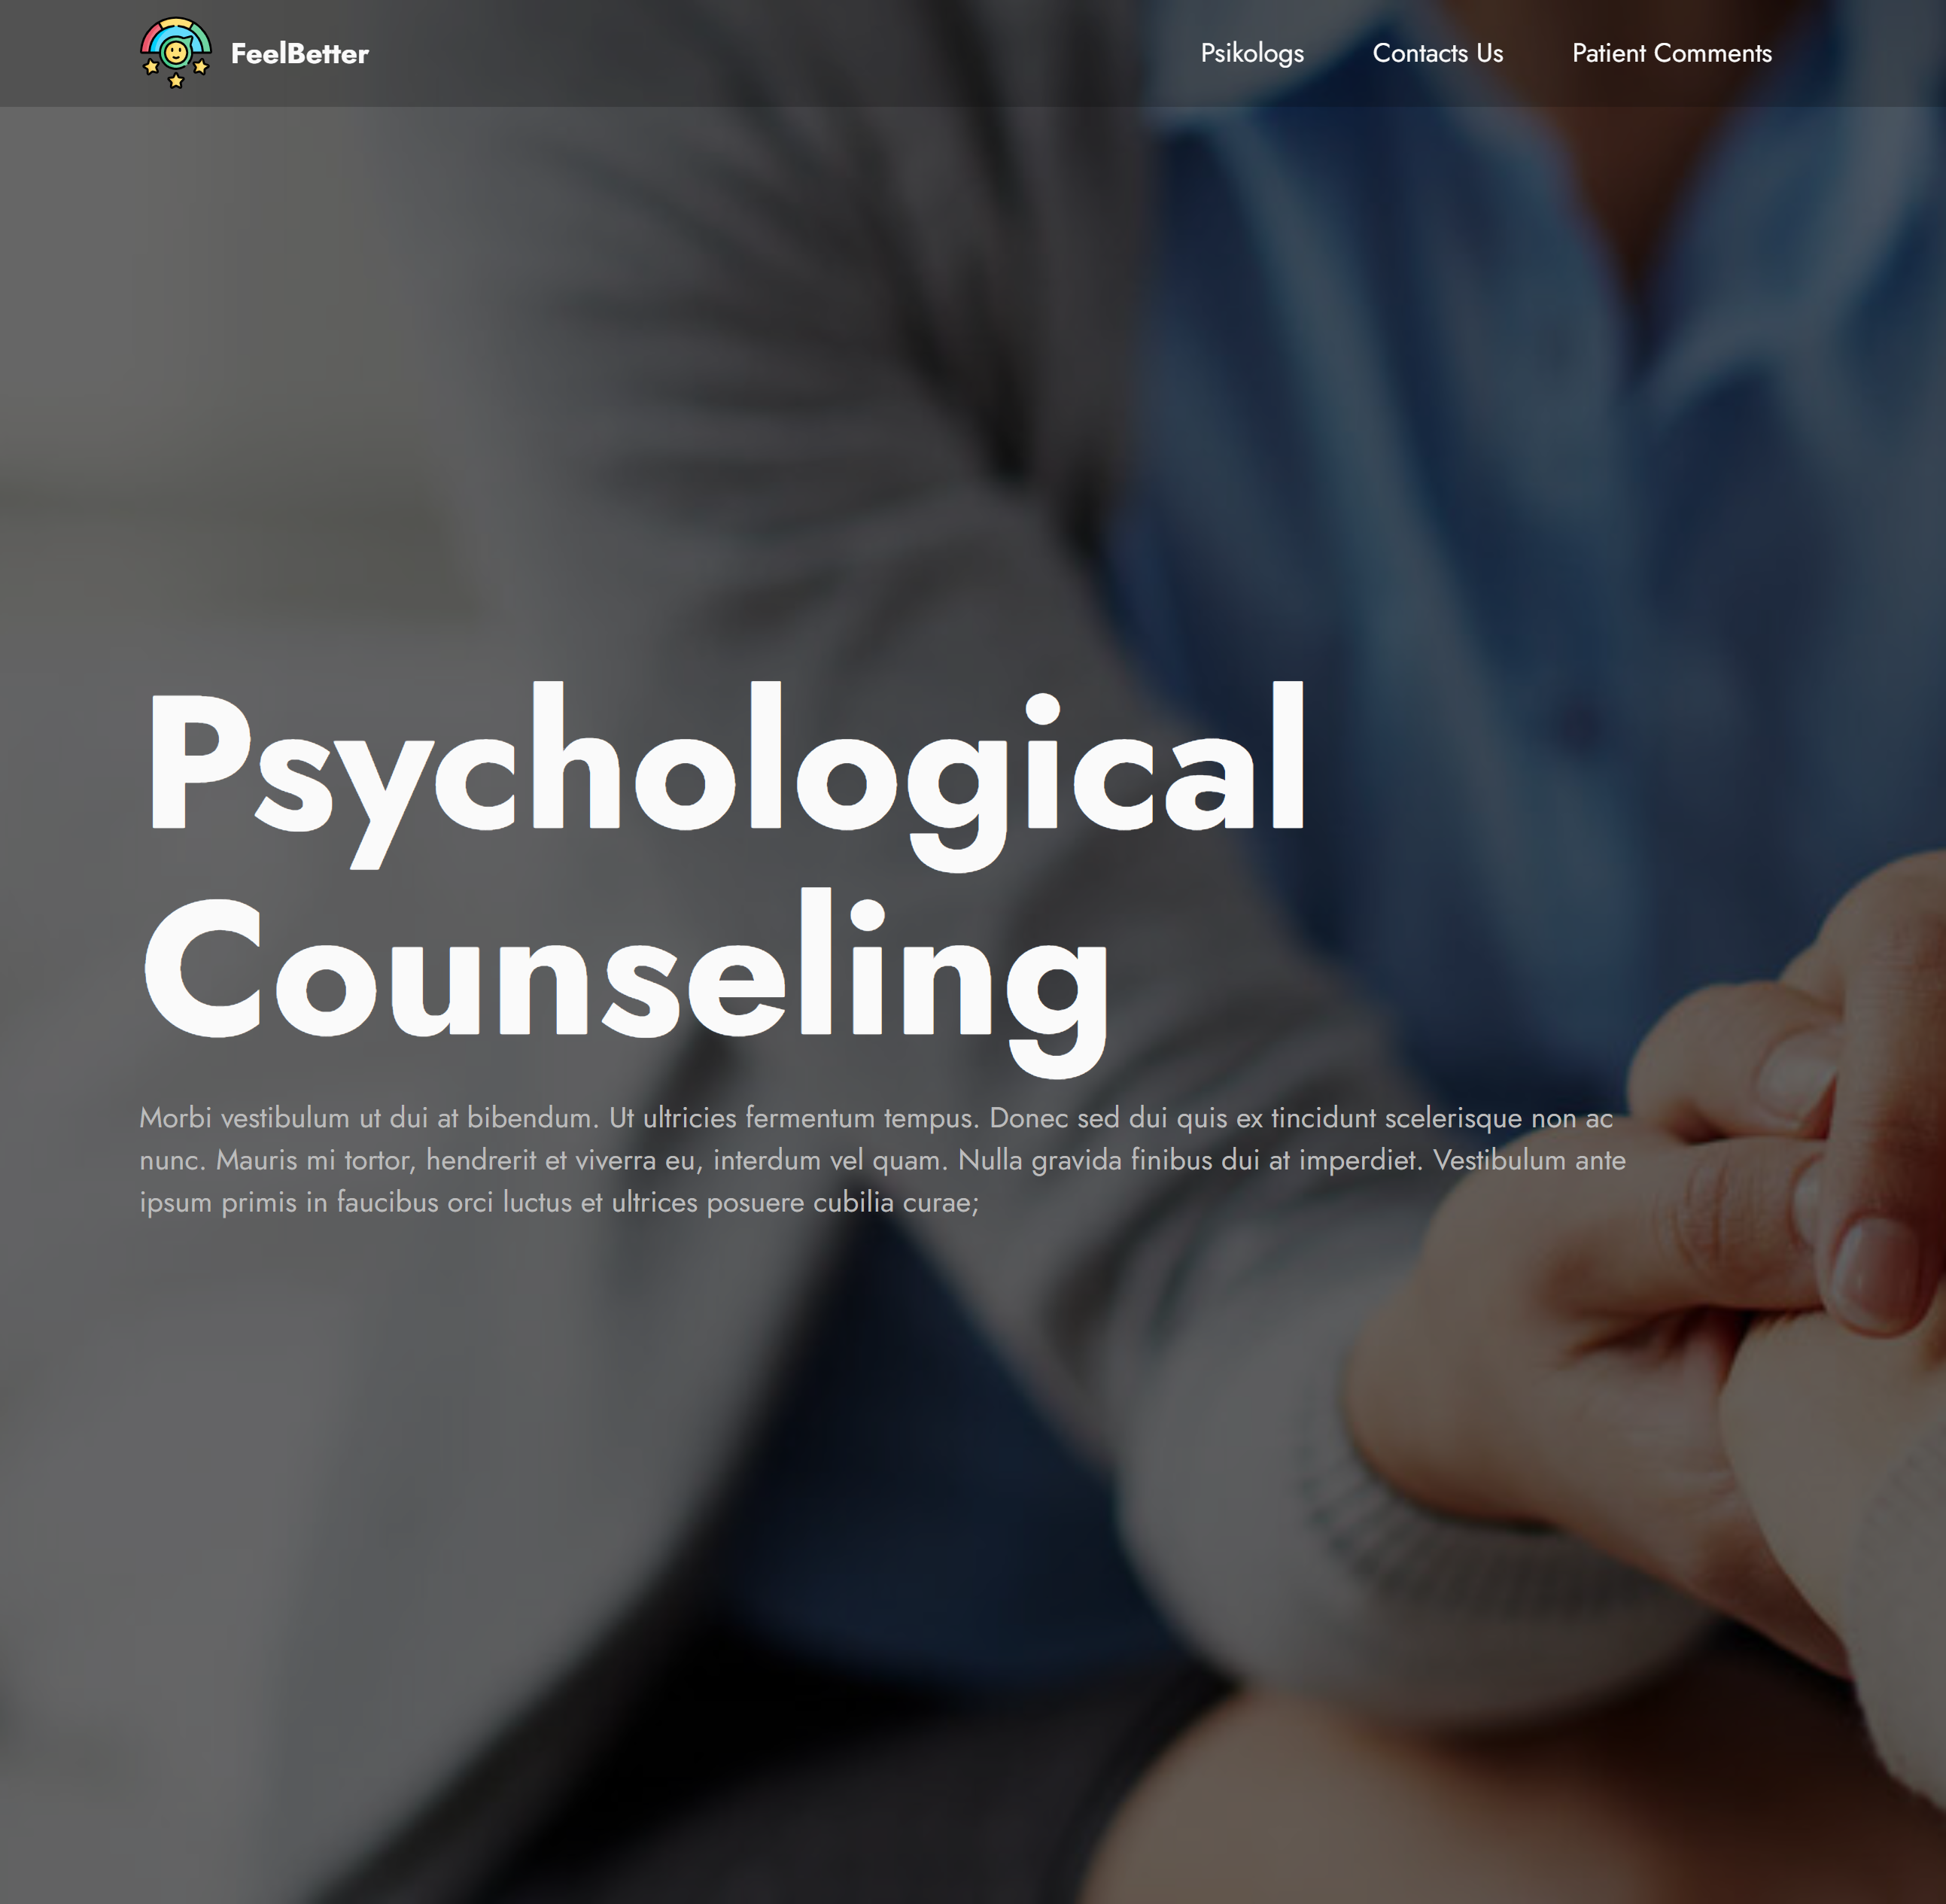 FeelBetter
Psikologs
Contacts Us
Patient Comments
Psychological
Counseling
Morbi vestibulum ut dui at bibendum. Ut ultricies fermentum tempus. Donec sed dui quis ex tincidunt scelerisque non ac
nunc. Mauris mi tortor, hendrerit et viverra eu, interdum vel quam. Nulla gravida finibus dui at imperdiet. Vestibulum ante
ipsum primis in faucibus orci luctus et ultrices posuere cubilia curae;